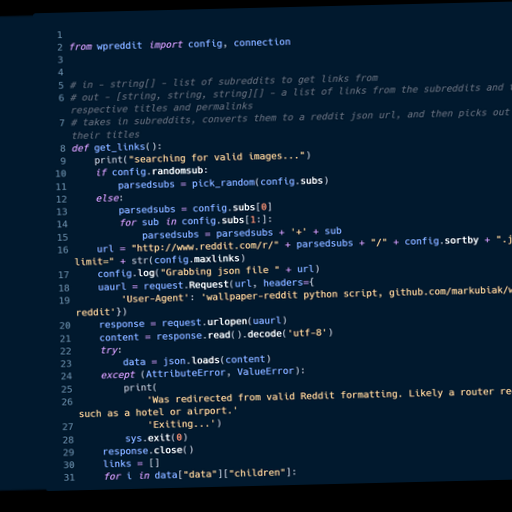 1
2 from wpreddit import config, connection
3
4
5 # in - string[] - list of subreddits to get links from
6 # out - [string, string, string][] - a list of links from the subreddits and
respective titles and permalinks
7 # takes in subreddits, converts them to a reddit json url, and then picks out
their titles
8 def get_links():
9 print("searching for valid images...")
10 if config.randomsub:
11 parsedsubs = pick_random(config.subs)
12 else:
13 parsedsubs = config.subs[0]
14 for sub in config.subs[1:]:
15 parsedsubs = parsedsubs + '+' + sub
16 url = "http://www.reddit.com/r/" + parsedsubs + "/" + config.sortby + ".j
limit=" + str(config.maxlinks)
17 config.log("Grabbing json file " + url)
18 uaurl = request.Request(url, headers={
19 'User-Agent': 'wallpaper-reddit python script, github.com/markubiak/w
reddit'})
20 response = request.urlopen(uaurl)
21 content = response.read().decode('utf-8')
22 try:
23 data = json.loads(content)
24 except (AttributeError, ValueError):
25 print(
26 'Was redirected from valid Reddit formatting. Likely a router re
such as a hotel or airport.'
27 'Exiting...')
28 sys.exit(0)
29 response.close()
30 links = []
31 for i in data["data"]["children"]: